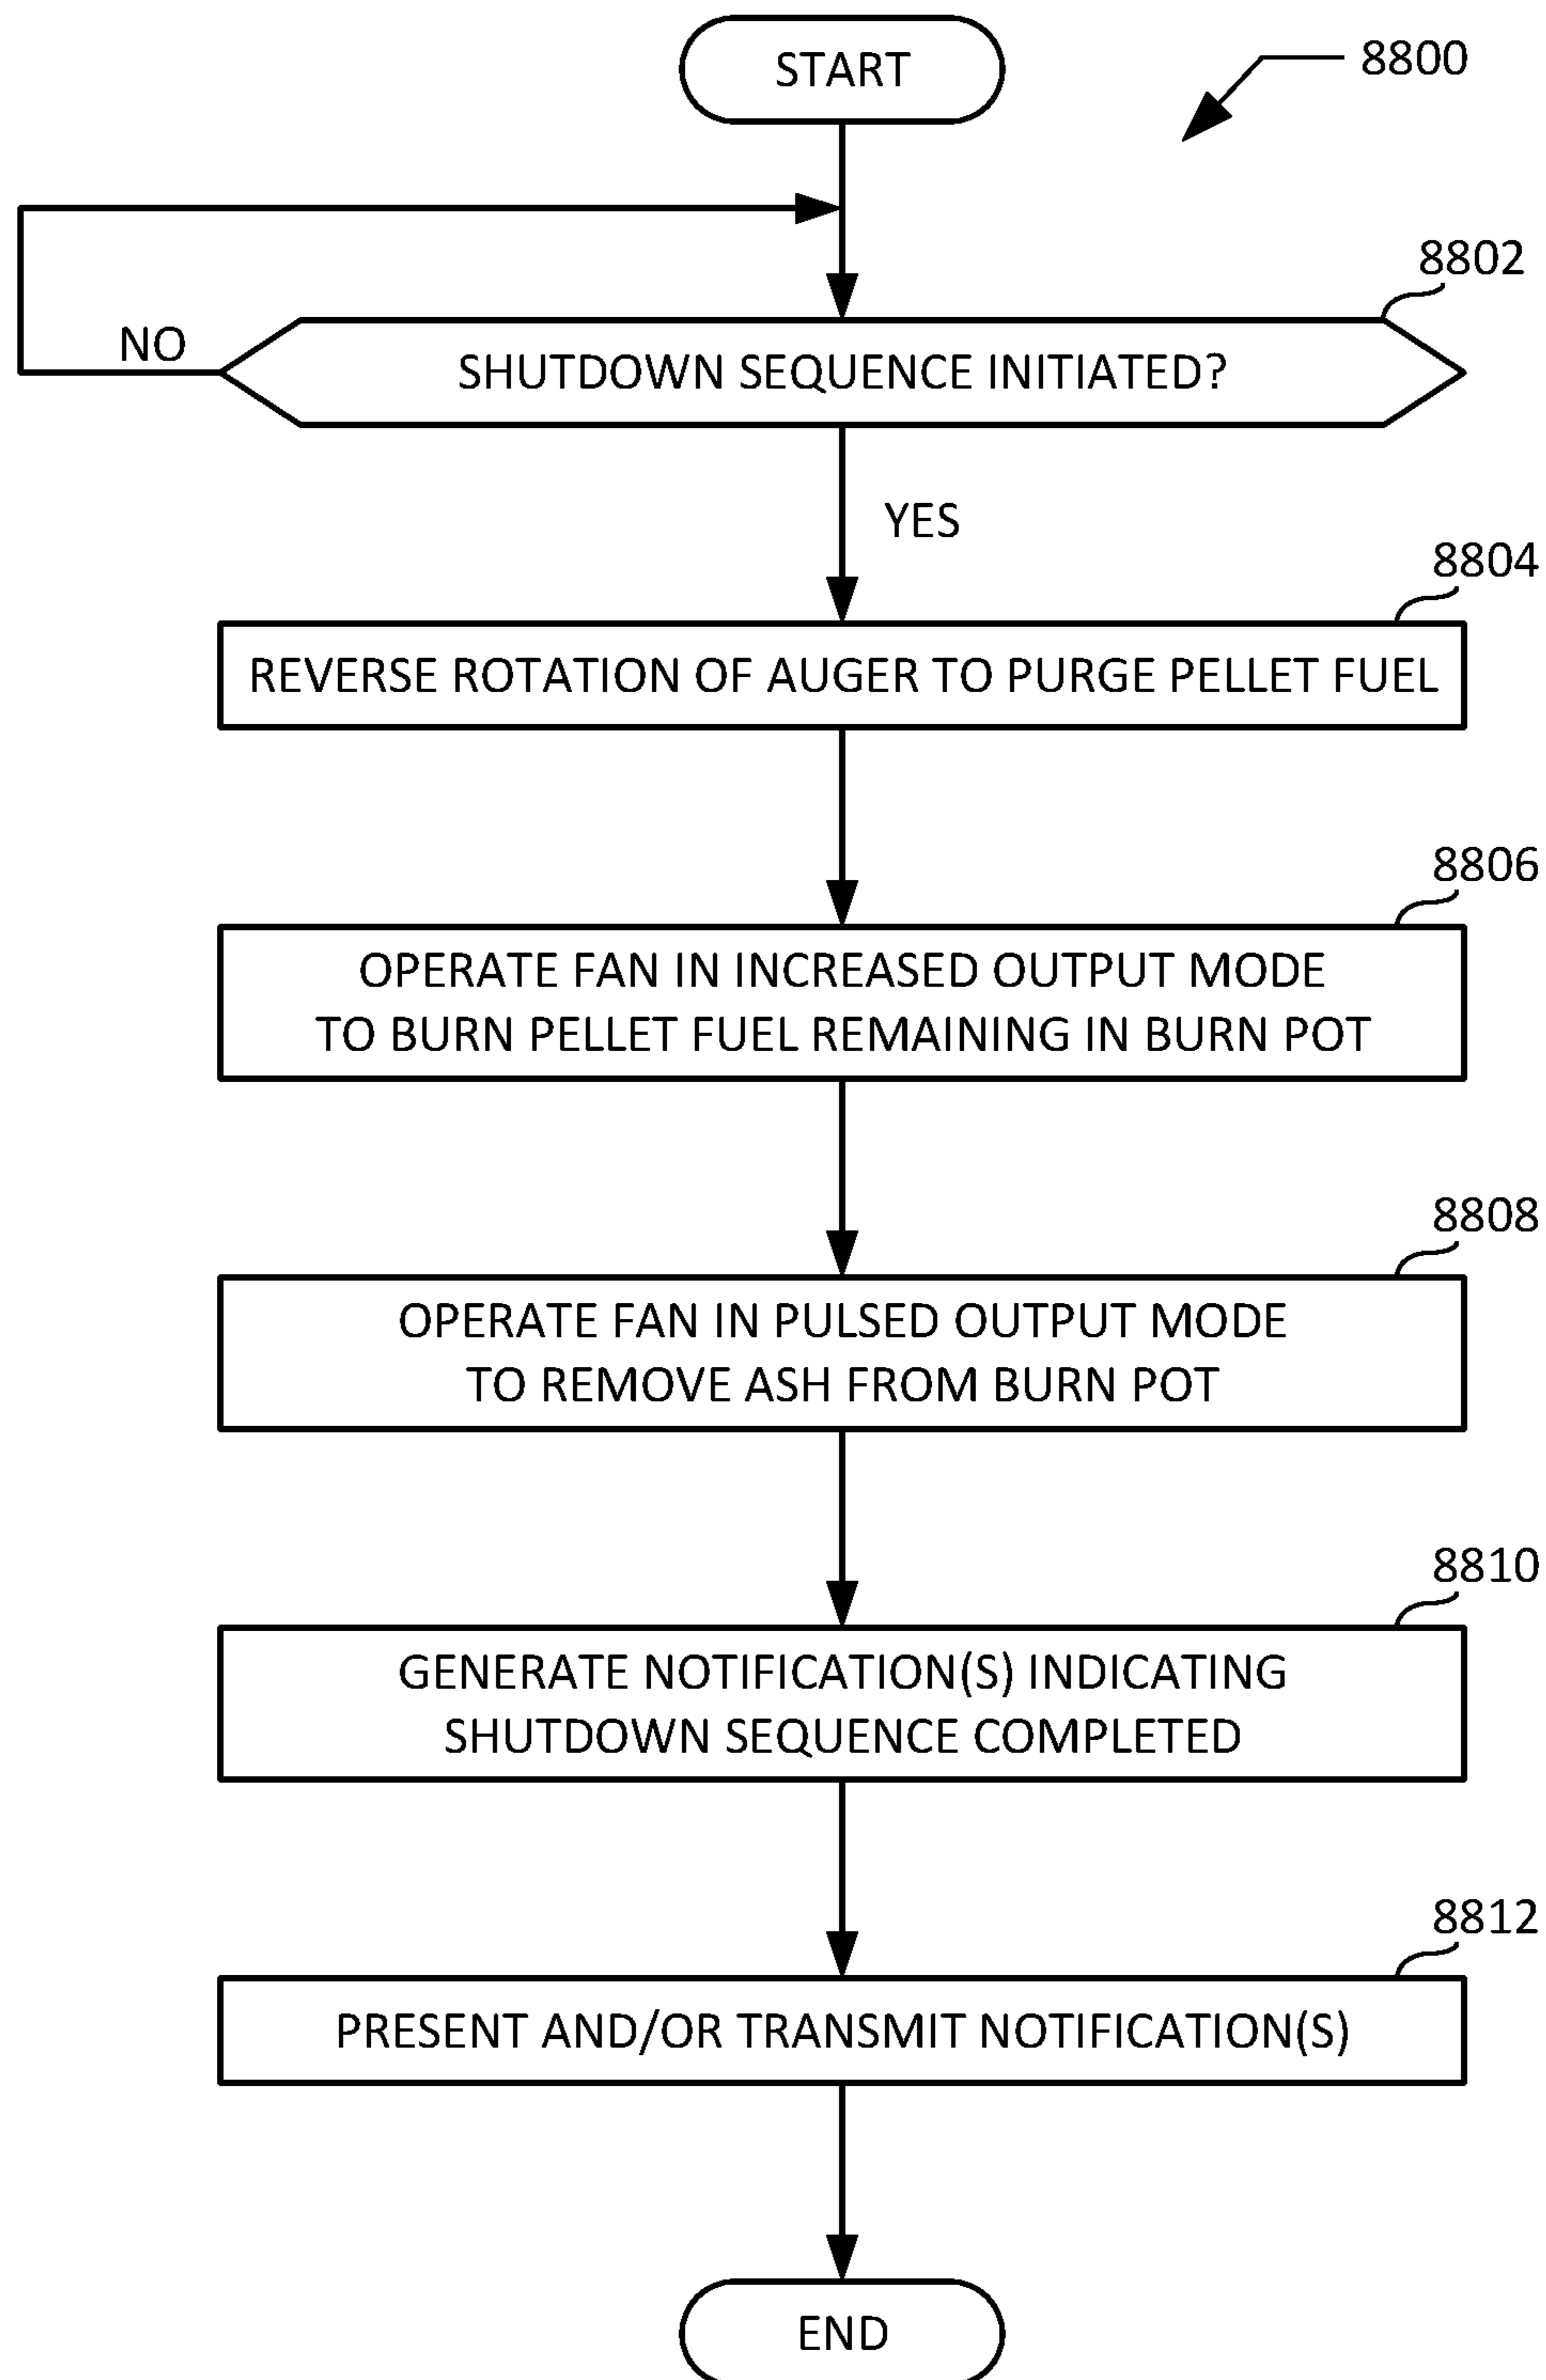 START
8800
8802
NO
SHUTDOWN SEQUENCE INITIATED?
YES
8804
REVERSE ROTATION OF AUGER TO PURGE PELLET FUEL
8806
OPERATE FAN IN INCREASED OUTPUT MODE
TO BURN PELLET FUEL REMAINING IN BURN POT
8808
OPERATE FAN IN PULSED OUTPUT MODE
TO REMOVE ASH FROM BURN POT
8810
GENERATE NOTIFICATION(S) INDICATING
SHUTDOWN SEQUENCE COMPLETED
8812
PRESENT AND/OR TRANSMIT NOTIFICATION(S)
END